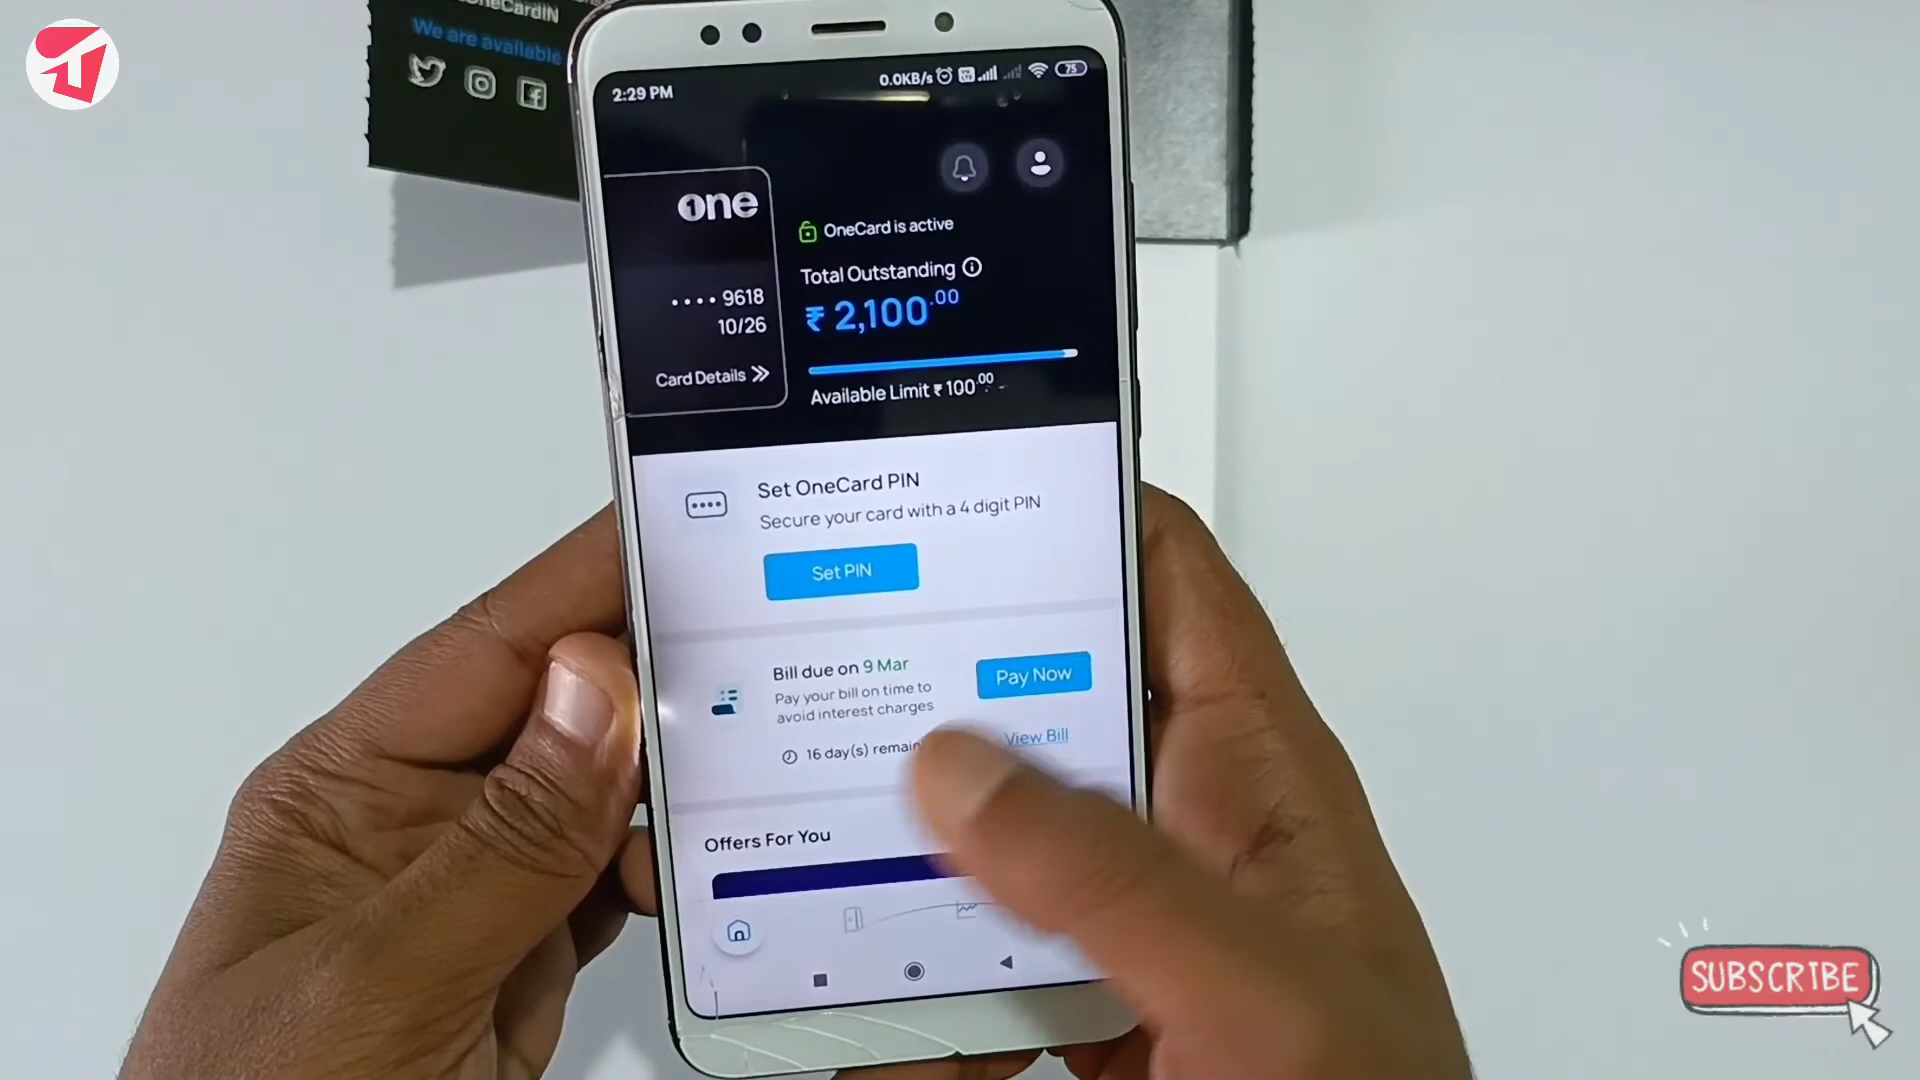 OneCardIN
We are available
2:29 PM
0.0KB/s
75
one
OneCard is active
Total Outstanding
₹ 2,100.00
•••• 9618
10/26
Card Details
Available Limit ₹ 100.00
Set OneCard PIN
Secure your card with a 4 digit PIN
Set PIN
Bill due on 9 Mar
Pay your bill on time to
avoid interest charges
Pay Now
16 day(s)
View Bill
Offers For You
SUBSCRIBE